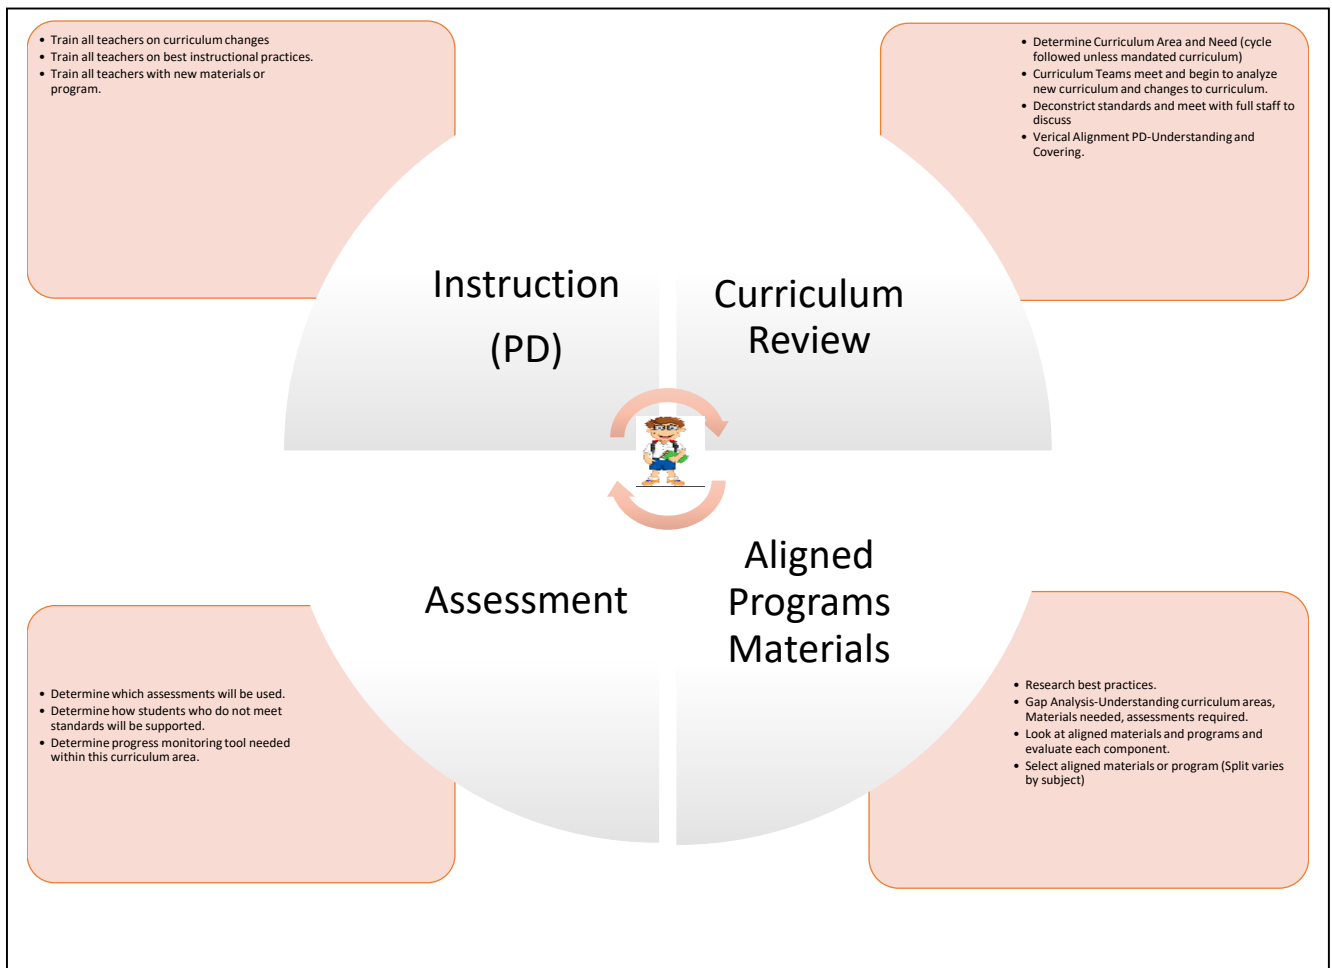 • Train all teachers on curriculum changes
• Train all teachers on best instructional practices.
• Train all teachers with new materials or
program.
• Determine Curriculum Area and Need (cycle
followed unless mandated curriculum)
• Curriculum Teams meet and begin to analyze
new curriculum and changes to curriculum.
• Deconstrict standards and meet with full staff to
discuss
• Verical Alignment PD-Understanding and
Covering.
Instruction
(PD)
Curriculum
Review
Assessment
Aligned
Programs
Materials
• Determine which assessments will be used.
• Determine how students who do not meet
standards will be supported.
• Determine progress monitoring tool needed
within this curriculum area.
• Research best practices.
• Gap Analysis-Understanding curriculum areas,
Materials needed, assessments required.
• Look at aligned materials and programs and
evaluate each component.
• Select aligned materials or program (Split varies
by subject)